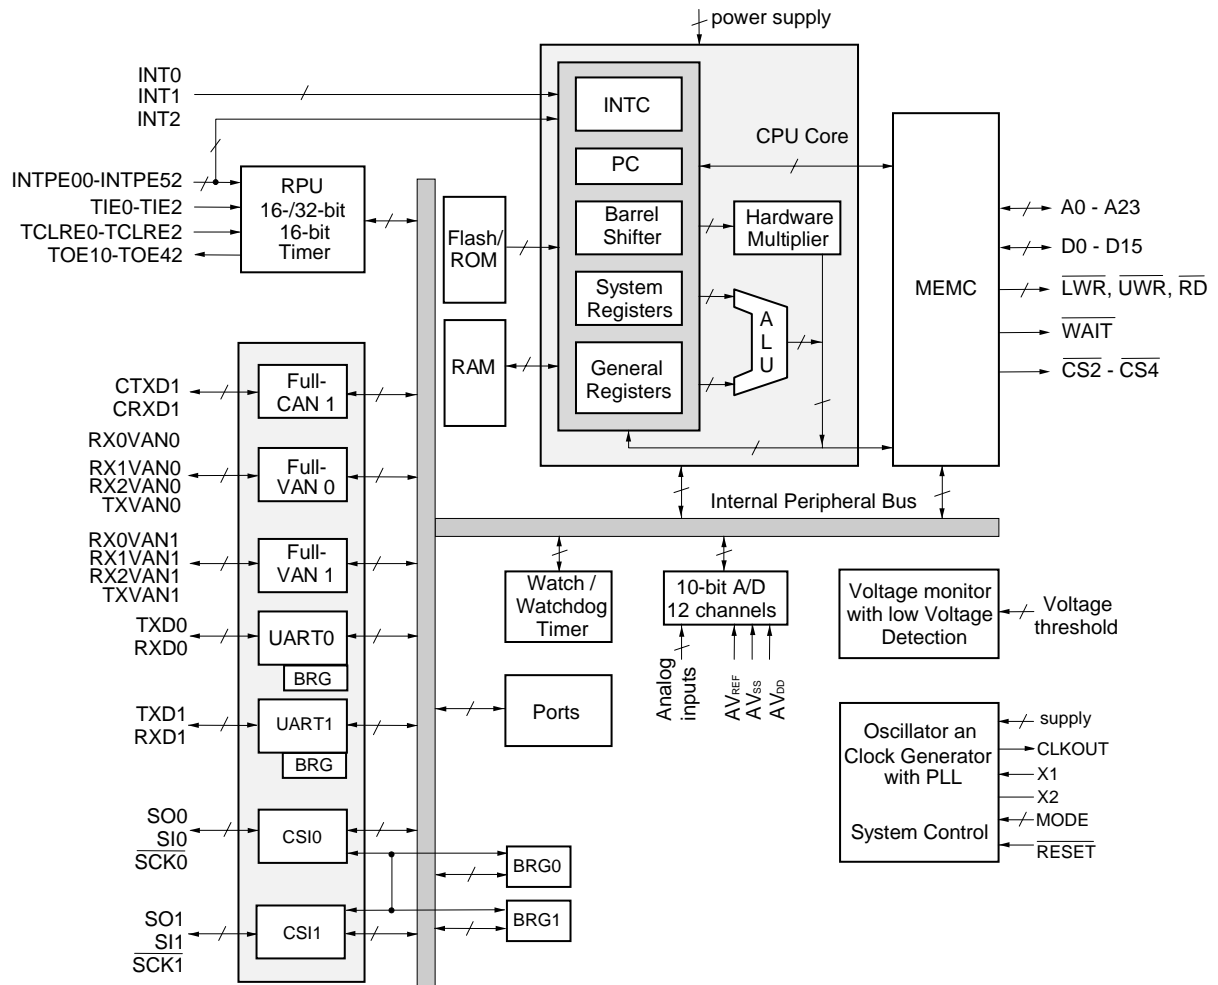 power supply
INT0
INT1
INT2
INTPE00-INTPE52
TIE0-TIE2
TCLRE0-TCLRE2
TOE10-TOE42
RPU
16-/32-bit
16-bit
Timer
Flash/
ROM
RAM
INTC
PC
Barrel
Shifter
System
Registers
General
Registers
CPU Core
Hardware
Multiplier
A
L
U
MEMC
A0 - A23
D0 - D15
LWR, UWR, RD
WAIT
CS2 - CS4
CTXD1
CRXD1
Full-
CAN 1
RX0VAN0
RX1VAN0
RX2VAN0
TXVAN0
Full-
VAN 0
RX0VAN1
RX1VAN1
RX2VAN1
TXVAN1
Full-
VAN 1
TXD0
RXD0
UART0
BRG
TXD1
RXD1
UART1
BRG
SO0
SI0
SCK0
CSI0
SO1
SI1
SCK1
CSI1
BRG0
BRG1
Internal Peripheral Bus
Watch /
Watchdog
Timer
10-bit A/D
12 channels
Analog
inputs
AVREF
AVSS
AVDD
Ports
Voltage monitor
with low Voltage
Detection
Voltage
threshold
Oscillator an
Clock Generator
with PLL
System Control
supply
CLKOUT
X1
X2
MODE
RESET